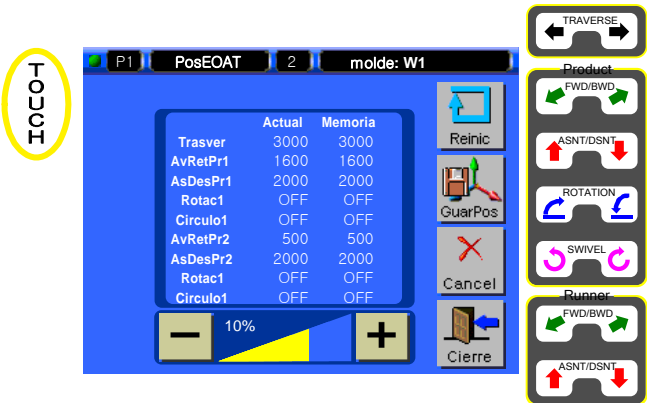 TOUCH
P1 PosEOAT 2 molde: W1
Actual Memoria
Trasver 3000 3000
AvRetPr1 1600 1600
AsDesPr1 2000 2000
Rotac1 OFF OFF
Circulo1 OFF OFF
AvRetPr2 500 500
AsDesPr2 2000 2000
Rotac1 OFF OFF
Circulo1 OFF OFF
10%
Reinic
GuarPos
Cancel
Cierre
TRAVERSE
Product
FWD/BWD
ASNT/DSNT
ROTATION
SWIVEL
Runner
FWD/BWD
ASNT/DSNT